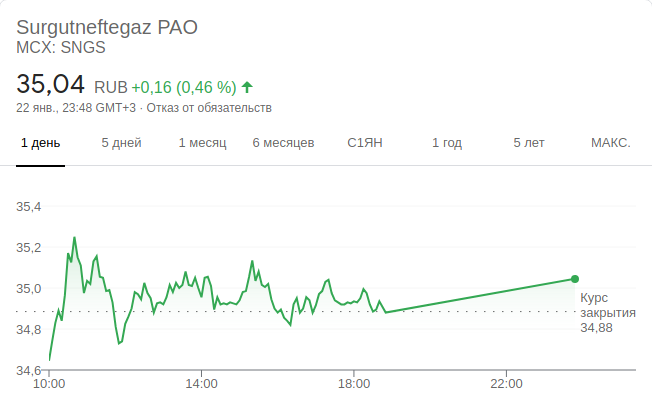 Surgutneftegaz PAO
MCX: SNGS
35,04 RUB +0,16 (0,46 %)
22 янв., 23:48 GMT+3 · Отказ от обязательств
1 день 5 дней 1 месяц 6 месяцев С1ЯН 1 год 5 лет МАКС.
35,4
35,2
35,0
34,8
34,6
Курс
закрытия
34,88
10:00 14:00 18:00 22:00